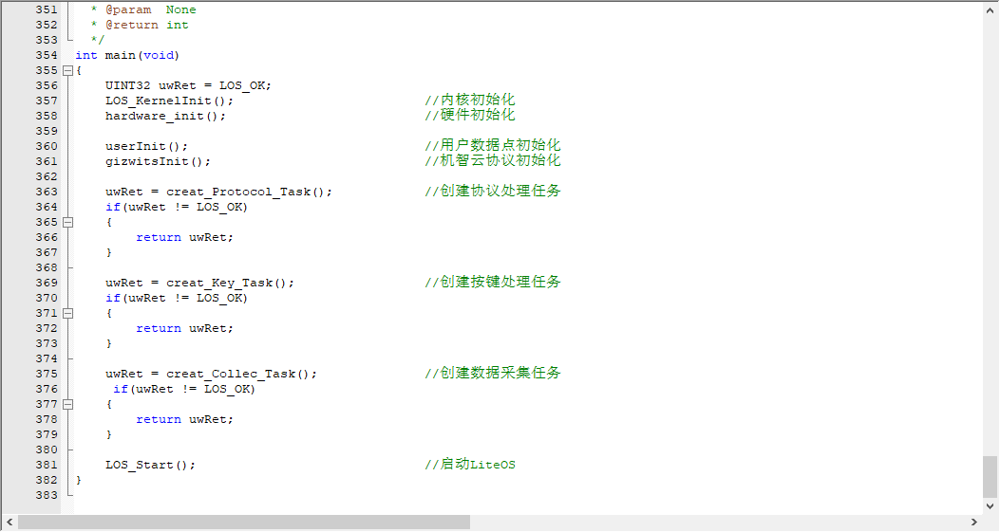 351 * @param None
352 * @return int
353 */
354 int main(void)
355 {
356 UINT32 uwRet = LOS_OK;
357 LOS_KernelInit(); //内核初始化
358 hardware_init(); //硬件初始化
359
360 userInit(); //用户数据点初始化
361 gizwitsInit(); //机智云协议初始化
362
363 uwRet = creat_Protocol_Task(); //创建协议处理任务
364 if(uwRet != LOS_OK)
365 {
366 return uwRet;
367 }
368
369 uwRet = creat_Key_Task(); //创建按键处理任务
370 if(uwRet != LOS_OK)
371 {
372 return uwRet;
373 }
374
375 uwRet = creat_Collec_Task(); //创建数据采集任务
376 if(uwRet != LOS_OK)
377 {
378 return uwRet;
379 }
380
381 LOS_Start(); //启动LiteOS
382 }
383